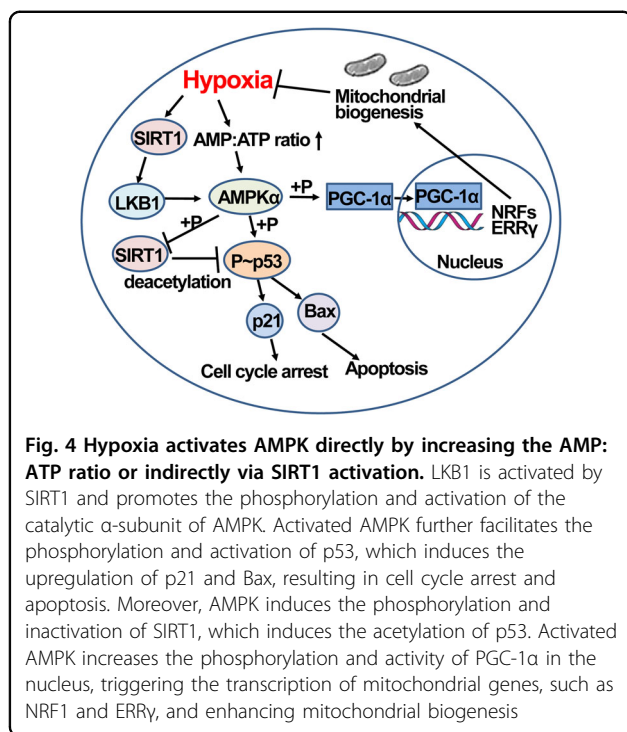 Hypoxia
Mitochondrial
biogenesis
SIRT1
AMP:ATP ratio ↑
LKB1
AMPKα
+P
PGC-1α
PGC-1α
NRFs
ERRγ
Nucleus
+P
+P
SIRT1
deacetylation
P~p53
p21
Bax
Cell cycle arrest
Apoptosis
Fig. 4 Hypoxia activates AMPK directly by increasing the AMP:
ATP ratio or indirectly via SIRT1 activation. LKB1 is activated by
SIRT1 and promotes the phosphorylation and activation of the
catalytic α-subunit of AMPK. Activated AMPK further facilitates the
phosphorylation and activation of p53, which induces the
upregulation of p21 and Bax, resulting in cell cycle arrest and
apoptosis. Moreover, AMPK induces the phosphorylation and
inactivation of SIRT1, which induces the acetylation of p53. Activated
AMPK increases the phosphorylation and activity of PGC-1α in the
nucleus, triggering the transcription of mitochondrial genes, such as
NRF1 and ERRγ, and enhancing mitochondrial biogenesis